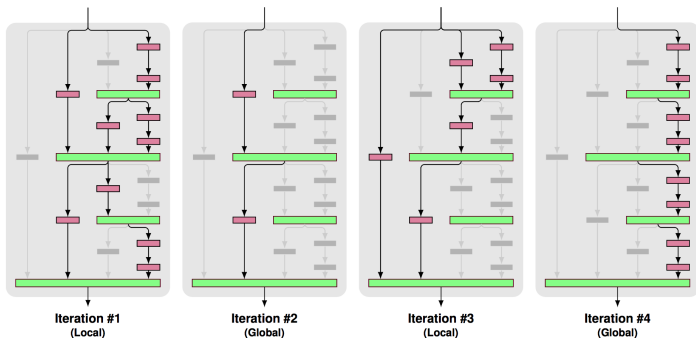 Iteration #1
(Local)
Iteration #2
(Global)
Iteration #3
(Local)
Iteration #4
(Global)